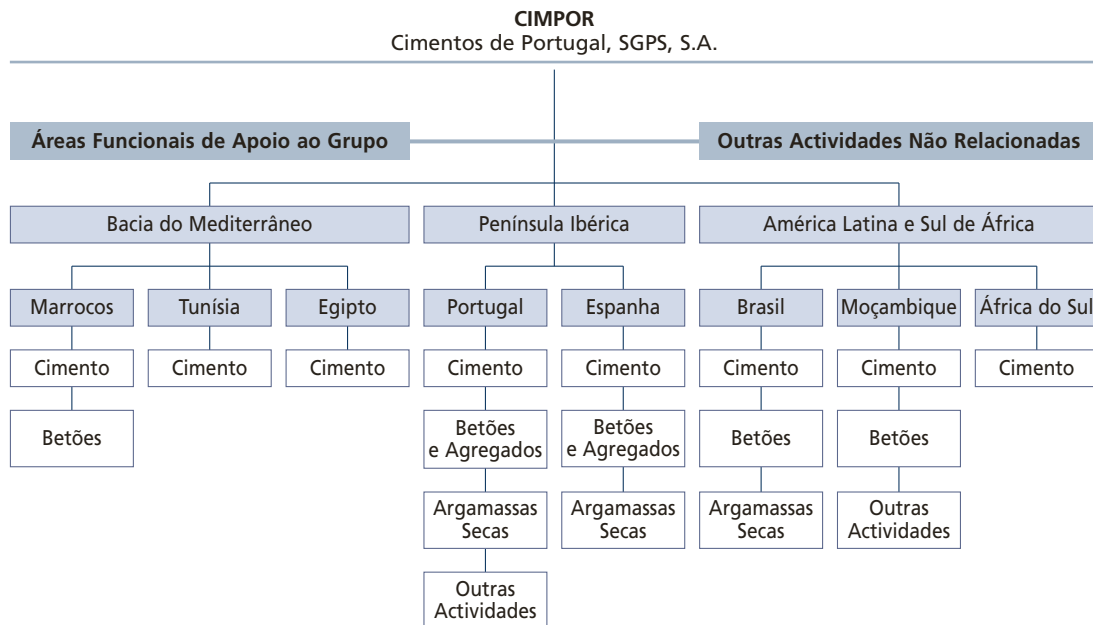 CIMPOR
Cimentos de Portugal, SGPS, S.A.
Áreas Funcionais de Apoio ao Grupo
Outras Actividades Não Relacionadas
Bacia do Mediterrâneo
Península Ibérica
América Latina e Sul de África
Marrocos
Tunísia
Egipto
Portugal
Espanha
Brasil
Moçambique
África do Sul
Cimento
Cimento
Cimento
Cimento
Cimento
Cimento
Cimento
Cimento
Betões
Betões
e Agregados
Betões
e Agregados
Betões
Betões
Argamassas
Secas
Argamassas
Secas
Argamassas
Secas
Outras
Actividades
Outras
Actividades